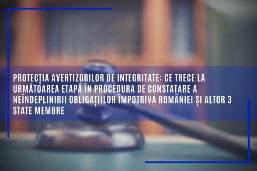 PROTECȚIA AVERTIZORILOR DE INTEGRITATE: CE TRECE LA
URMĂTOAREA ETAPĂ ÎN PROCEDURA DE CONSTATARE A
NEÎNDEPLINIRII OBLIGAȚIILOR ÎMPOTRIVA ROMÂNIEI ȘI ALTOR 3
STATE MEMBRE